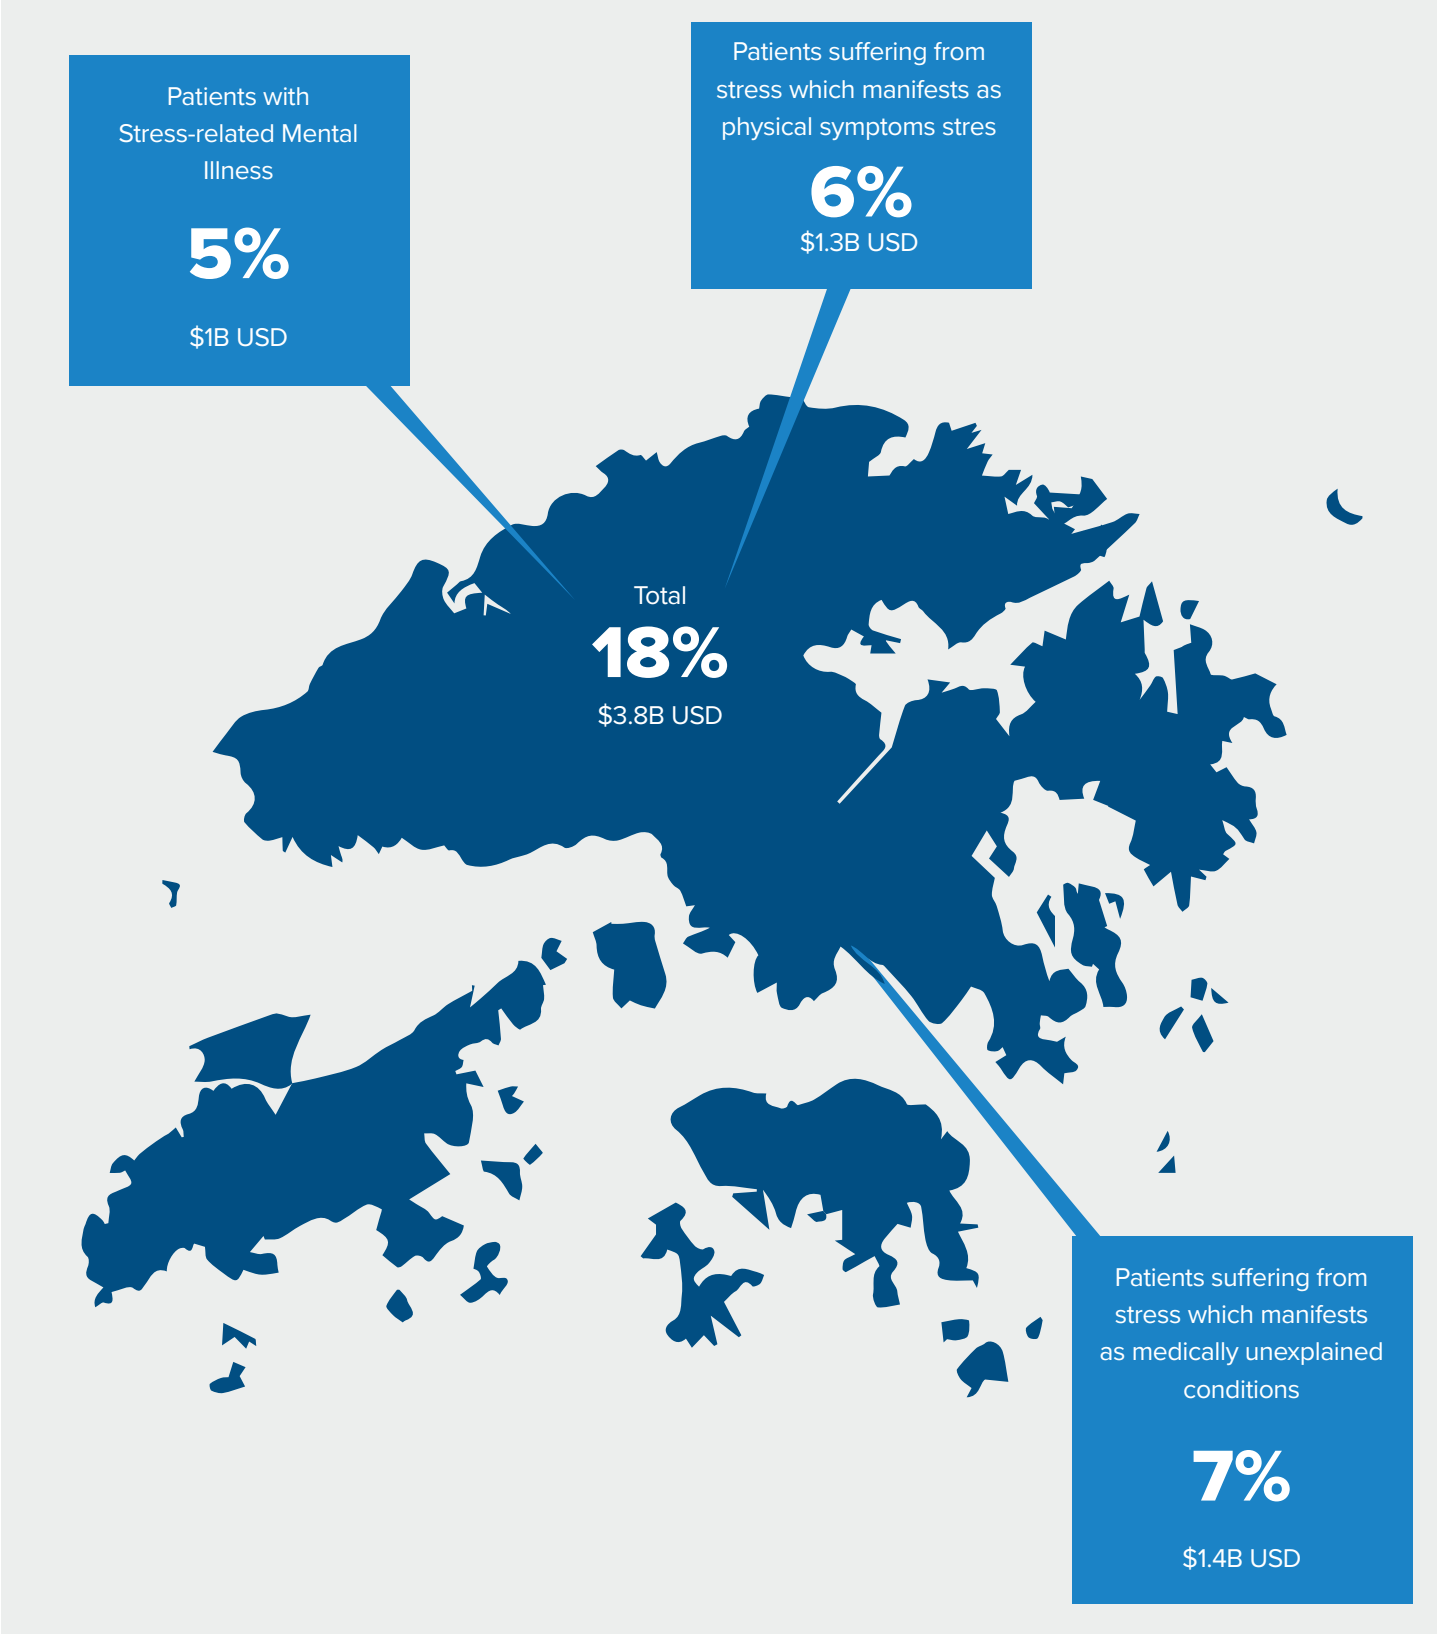 Patients with
Stress-related Mental
Illness
5%
$1B USD
Patients suffering from
stress which manifests as
physical symptoms stres
6%
$1.3B USD
Total
18%
$3.8B USD
Patients suffering from
stress which manifests
as medically unexplained
conditions
7%
$1.4B USD